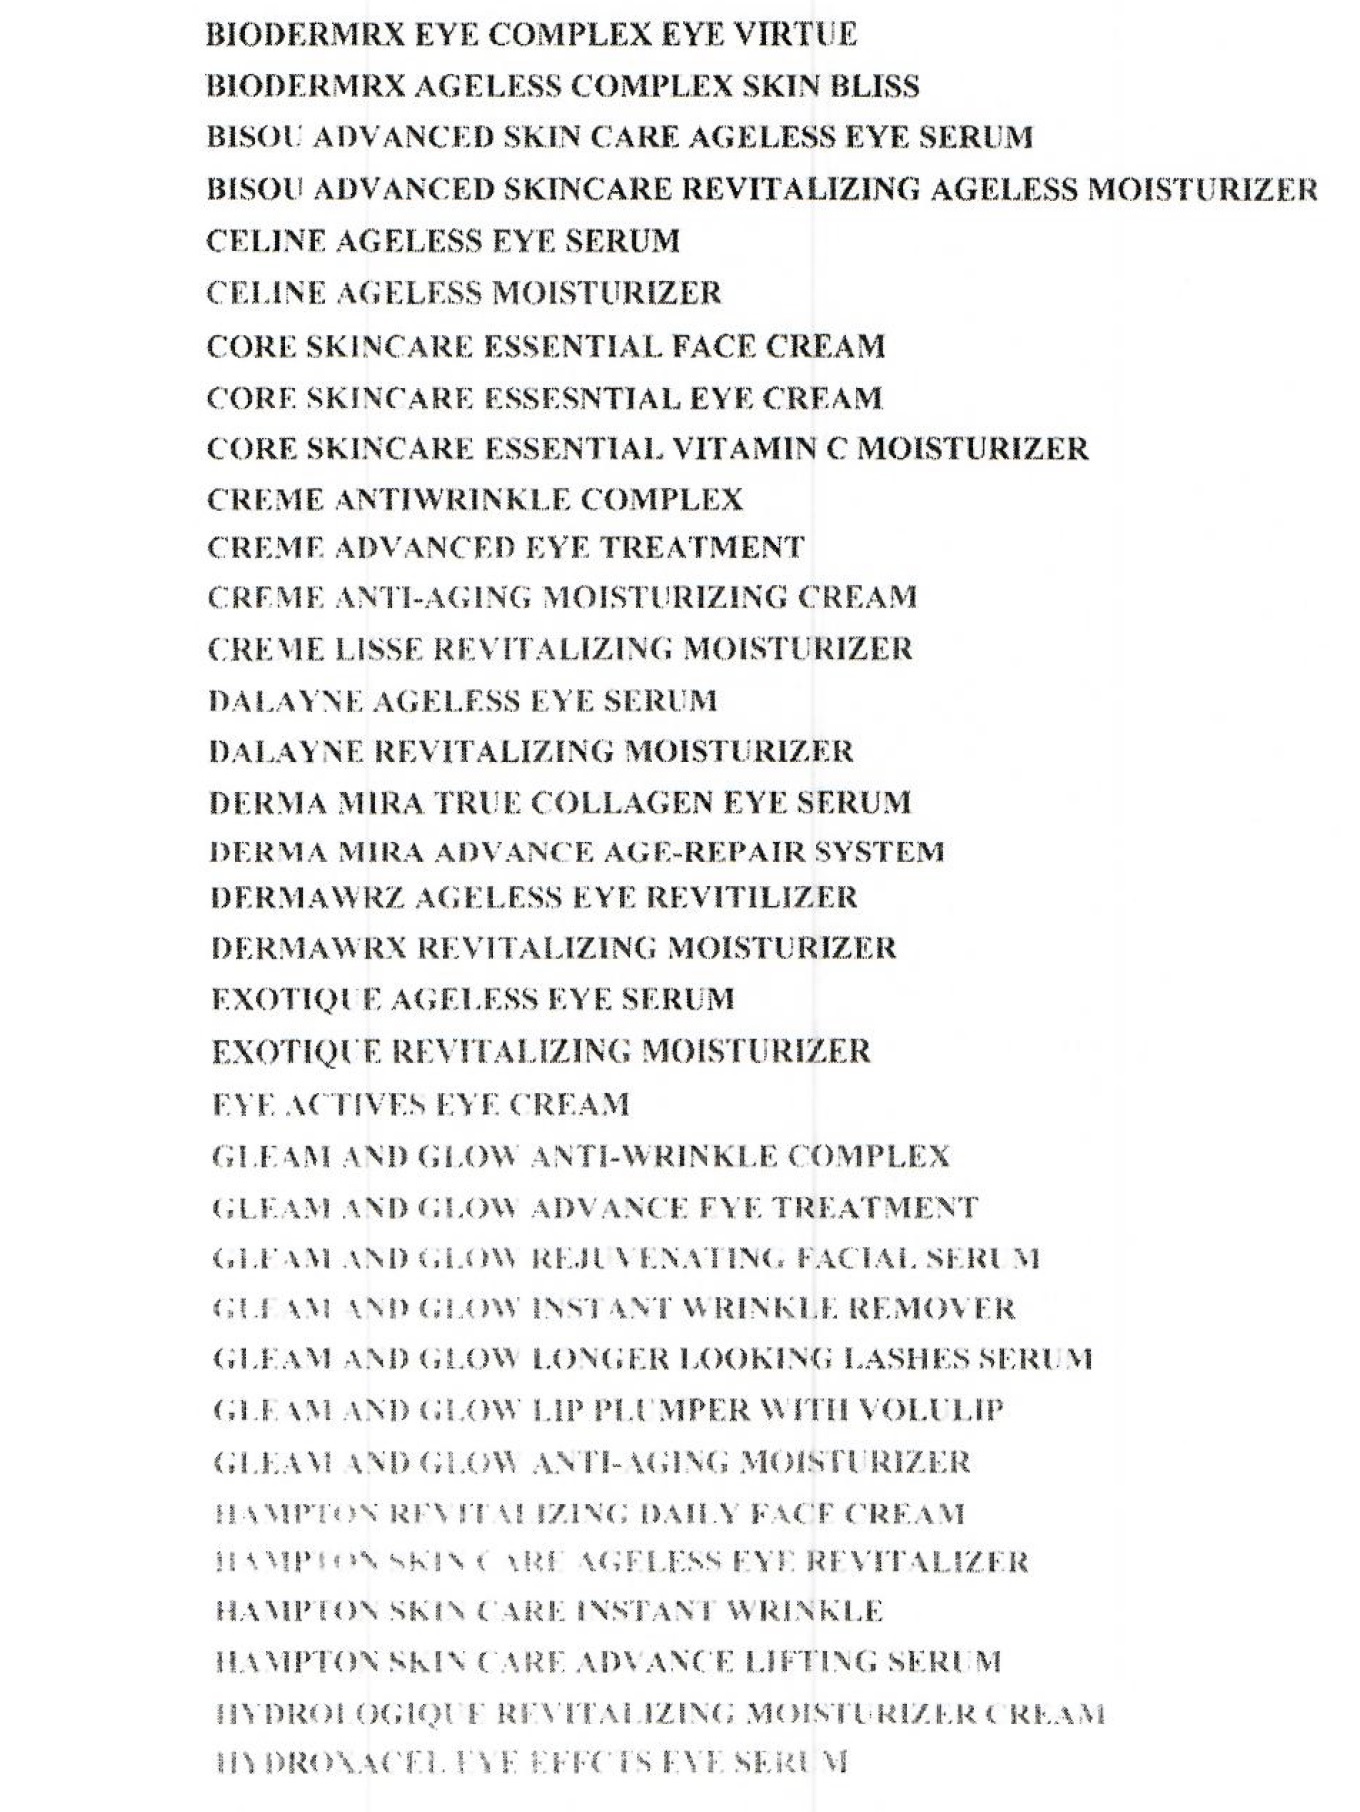 BIODERMRX EYE COMPLEX EYE VIRTUE
BIODERMRX AGELESS COMPLEX SKIN BLISS
BISOU ADVANCED SKIN CARE AGELESS EYE SERUM
BISOU ADVANCED SKINCARE REVITALIZING AGELESS MOISTURIZER
CELINE AGELESS EYE SERUM
CELINE AGELESS MOISTURIZER
CORE SKINCARE ESSENTIAL FACE CREAM
CORE SKINCARE ESSESNTIAL EYE CREAM
CORE SKINCARE ESSENTIAL VITAMIN C MOISTURIZER
CREME ANTIWRINKLE COMPLEX
CREME ADVANCED EYE TREATMENT
CREME ANTI-AGING MOISTURIZING CREAM
CREME LISSE REVITALIZING MOISTURIZER
DALAYNE AGELESS EYE SERUM
DALAYNE REVITALIZING MOISTURIZER
DERMA MIRA TRUE COLLAGEN EYE SERUM
DERMA MIRA ADVANCE AGE-REPAIR SYSTEM
DERMAWRZ AGELESS EYE REVITILIZER
DERMAWRX REVITALIZING MOISTURIZER
EXOTIQUE AGELESS EYE SERUM
EXOTIQUE REVITALIZING MOISTURIZER
EYE ACTIVES EYE CREAM
GLEAM AND GLOW ANTI-WRINKLE COMPLEX
GLEAM AND GLOW ADVANCE EYE TREATMENT
GLEAM AND GLOW REJUVENATING FACIAL SERUM
GLEAM AND GLOW INSTANT WRINKLE REMOVER
GLEAM AND GLOW LONGER LOOKING LASHES SERUM
GLEAM AND GLOW LIP PLUMPER WITH VOLULIP
GLEAM AND GLOW ANTI-AGING MOISTURIZER
HAMPTON REVITALIZING DAILY FACE CREAM
HAMPTON SKIN CARE AGELESS EYE REVITALIZER
HAMPTON SKIN CARE INSTANT WRINKLE
HAMPTON SKIN CARE ADVANCE LIFTING SERUM
HYDROLOGIQUE REVITALIZING MOISTURIZER CREAM
HYDROXACEL EYE EFFCTS EYE SERUM